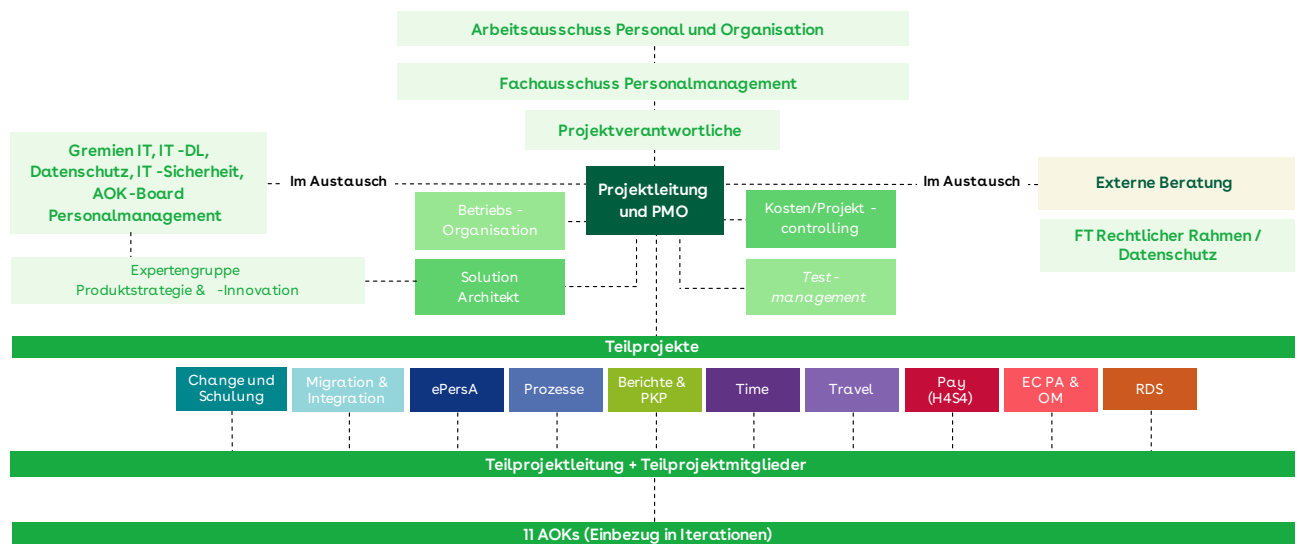 Arbeitsausschuss Personal und Organisation
Fachausschuss Personalmanagement
Projektverantwortliche
Gremien IT, IT -DL,
Datenschutz, IT -Sicherheit,
AOK-Board
Personalmanagement
Im Austausch
Projektleitung
und PMO
Im Austausch
Externe Beratung
Betriebs -
Organisation
Kosten/Projekt -
controlling
FT Rechtlicher Rahmen /
Datenschutz
Expertengruppe
Produktstrategie & -Innovation
Solution
Architekt
Test-
management
Teilprojekte
Change und
Schulung
Migration &
Integration
ePersA
Prozesse
Berichte &
PKP
Time
Travel
Pay
(H4S4)
EC PA &
OM
RDS
Teilprojektleitung + Teilprojektmitglieder
11 AOKs (Einbezug in Iterationen)